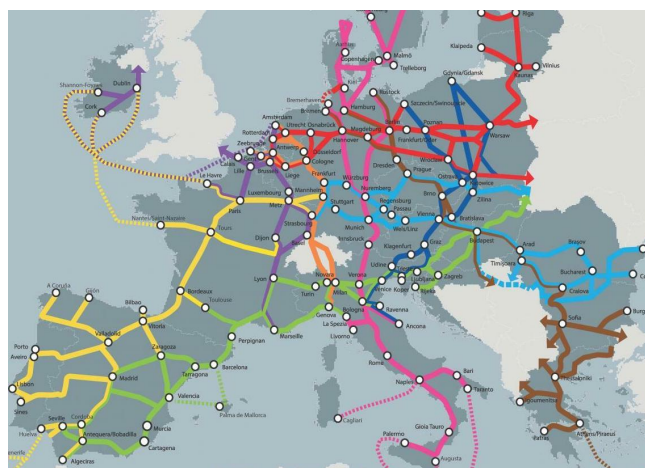 Riga
Klaipeda
Vilnius
Kaunas
Aarhus
Copenhagen
Malmö
Trelleborg
Kiel
Rostock
Gdynia/Gdansk
Szczecin/Swinoujscie
Dublin
Shannon-Foynes
Cork
Bremerhaven
Bremen
Hamburg
Amsterdam
Rotterdam
Utrecht
Osnabrück
Hannover
Magdeburg
Berlin
Frankfurt/Oder
Poznan
Warsaw
Zeebrugge
Antwerp
Düsseldorf
Cologne
Calais
Lille
Brussels
Liège
Dresden
Wroclaw
Katowice
Ostrava
Prague
Le Havre
Luxembourg
Frankfurt
Mannheim
Würzburg
Nuremberg
Brno
Zilina
Paris
Metz
Strasbourg
Stuttgart
Regensburg
Passau
Wels/Linz
Vienna
Bratislava
Nantes/Saint-Nazaire
Tours
Dijon
Basel
Munich
Innsbruck
Klagenfurt
Graz
Budapest
Arad
Timişoara
Brasov
Bucharest
Craiova
Udine
Ljubljana
Zagreb
Koper
Rijeka
Venice
Verona
Milan
Novara
Turin
Lyon
Bordeaux
Toulouse
Genova
La Spezia
Livorno
Bologna
Ravenna
Ancona
Marseille
Perpignan
A Coruña
Gijón
Bilbao
Vitoria
Valladolid
Porto
Aveiro
Zaragoza
Barcelona
Tarragona
Madrid
Lisbon
Sines
Valencia
Palma de Mallorca
Murcia
Cartagena
Cordoba
Seville
Huelva
Antequera/Bobadilla
Algeciras
Rome
Naples
Bari
Taranto
Cagliari
Palermo
Gioia Tauro
Augusta
Sofia
Burg
Thessaloniki
Igoumenitsa
Patras
Athens/Piraeus